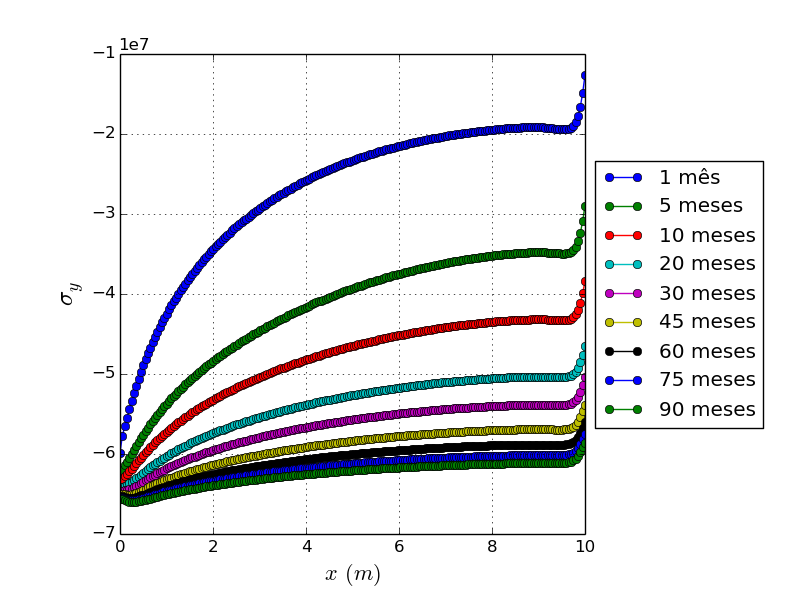 1e7
−1
−2
−3
−4
−5
−6
−7
σy
0 2 4 6 8 10
x (m)
1 mês
5 meses
10 meses
20 meses
30 meses
45 meses
60 meses
75 meses
90 meses